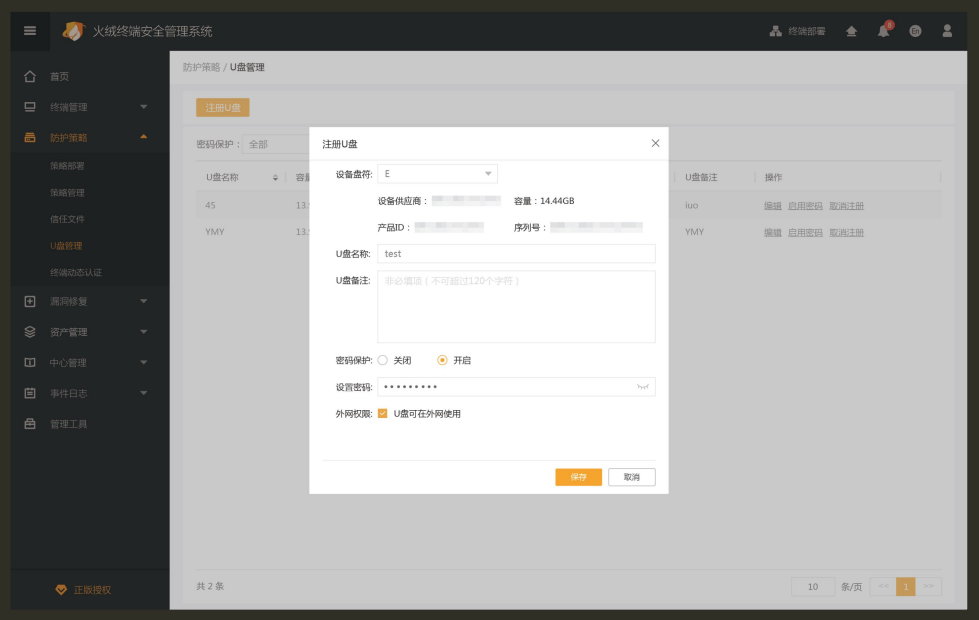 火绒终端安全管理系统
终端部署
8
En
首页
终端管理
防护策略
策略部署
策略管理
信任文件
U盘管理
终端动态认证
漏洞修复
资产管理
中心管理
事件日志
管理工具
正版授权
防护策略 / U盘管理
注册U盘
密码保护： 全部
U盘名称 U盘备注 操作
45 13. iuo 编辑 启用密码 取消注册
YMY 13. YMY 编辑 启用密码 取消注册
共 2 条
10 条/页 << 1 >>
注册U盘
设备盘符: E
设备供应商： 容量：14.44GB
产品ID： 序列号：
U盘名称: test
U盘备注: 非必填项（不可超过120个字符）
密码保护: 关闭 开启
设置密码: •••••••••
外网权限: U盘可在外网使用
保存 取消